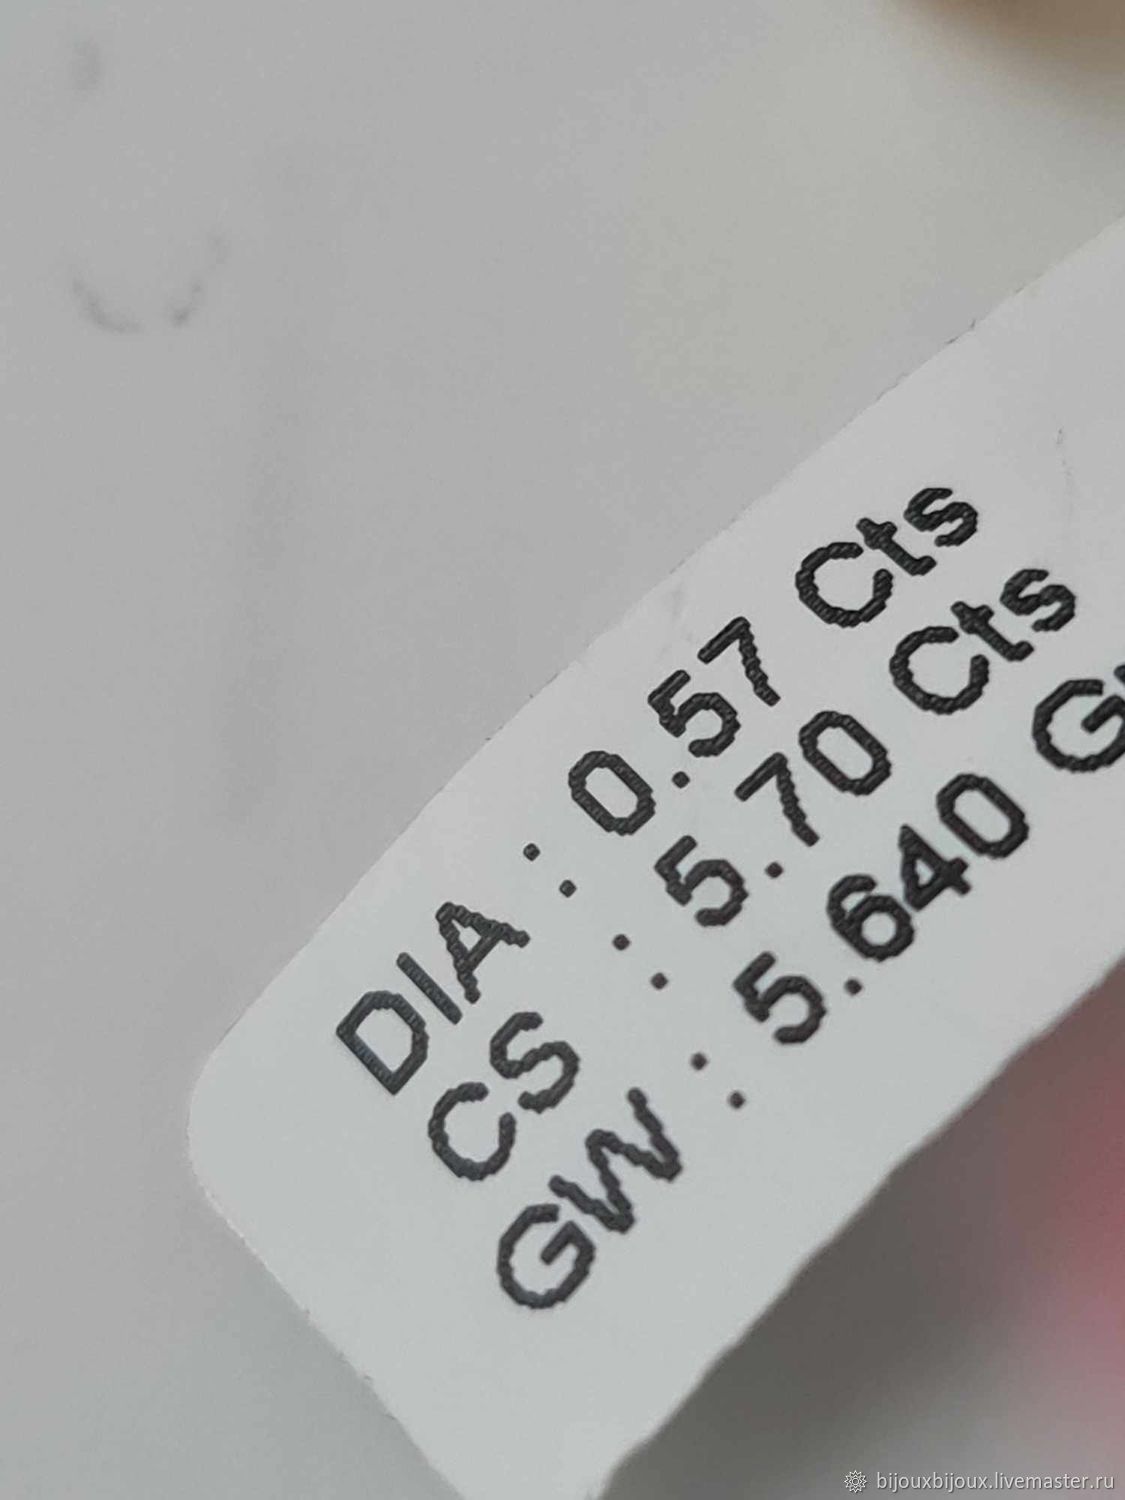 DIA : 0.57 Cts
CS : 5.70 Cts
GW : 5.640
bijouxbijoux.livemaster.ru